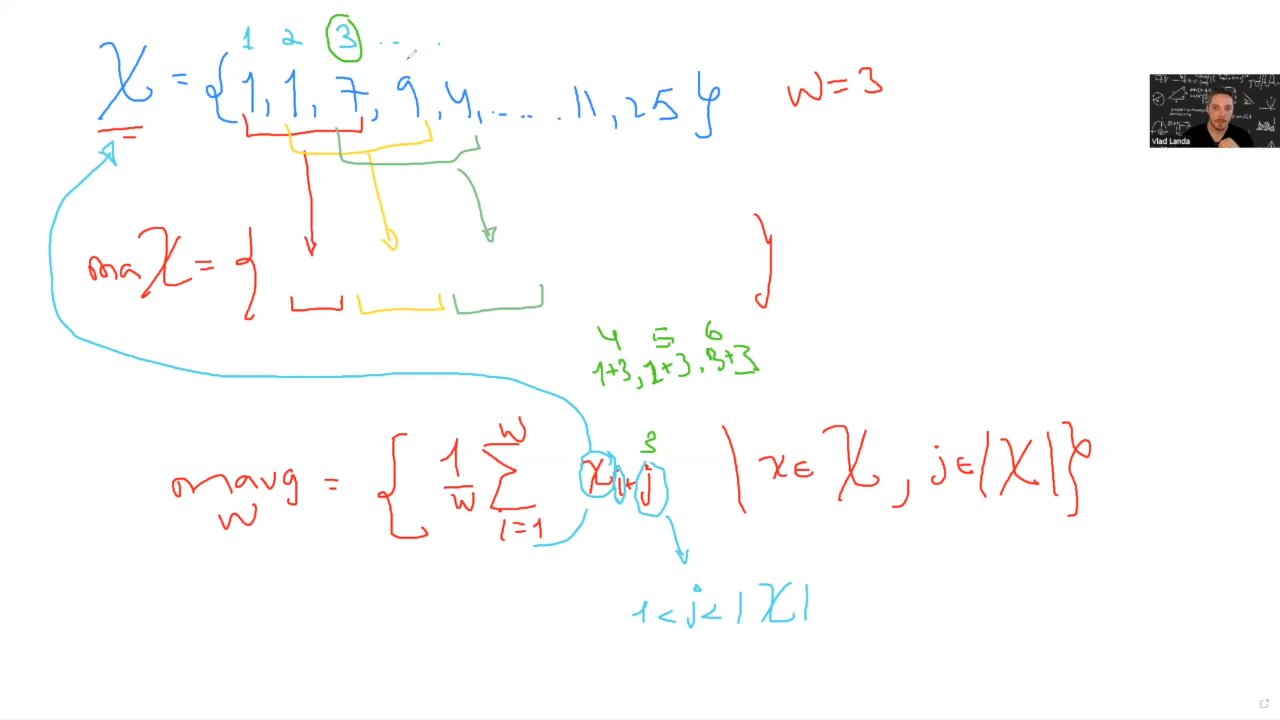 1 2 3 ... .
X = {1, 1, 7, 9, 4, ... . 11, 25}
w = 3
Vlad Landa
maX = { }
4 5 6
1+3, 2+3, 3+3
3
mavg w = { 1/w Σ i=1 w x i+j | x ∈ X, j ∈ |X| }
1 < j < |X|